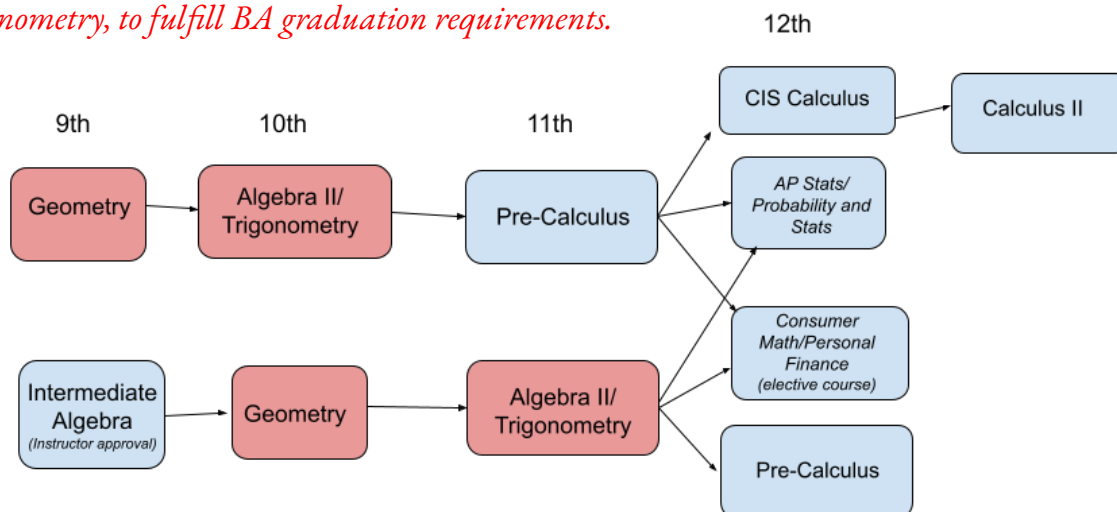 to fulfill BA graduation requirements.
12th
9th
10th
11th
CIS Calculus
Calculus II
Geometry
Algebra II/
Trigonometry
Pre-Calculus
AP Stats/
Probability and
Stats
Consumer
Math/Personal
Finance
(elective course)
Intermediate
Algebra
(Instructor approval)
Geometry
Algebra II/
Trigonometry
Pre-Calculus